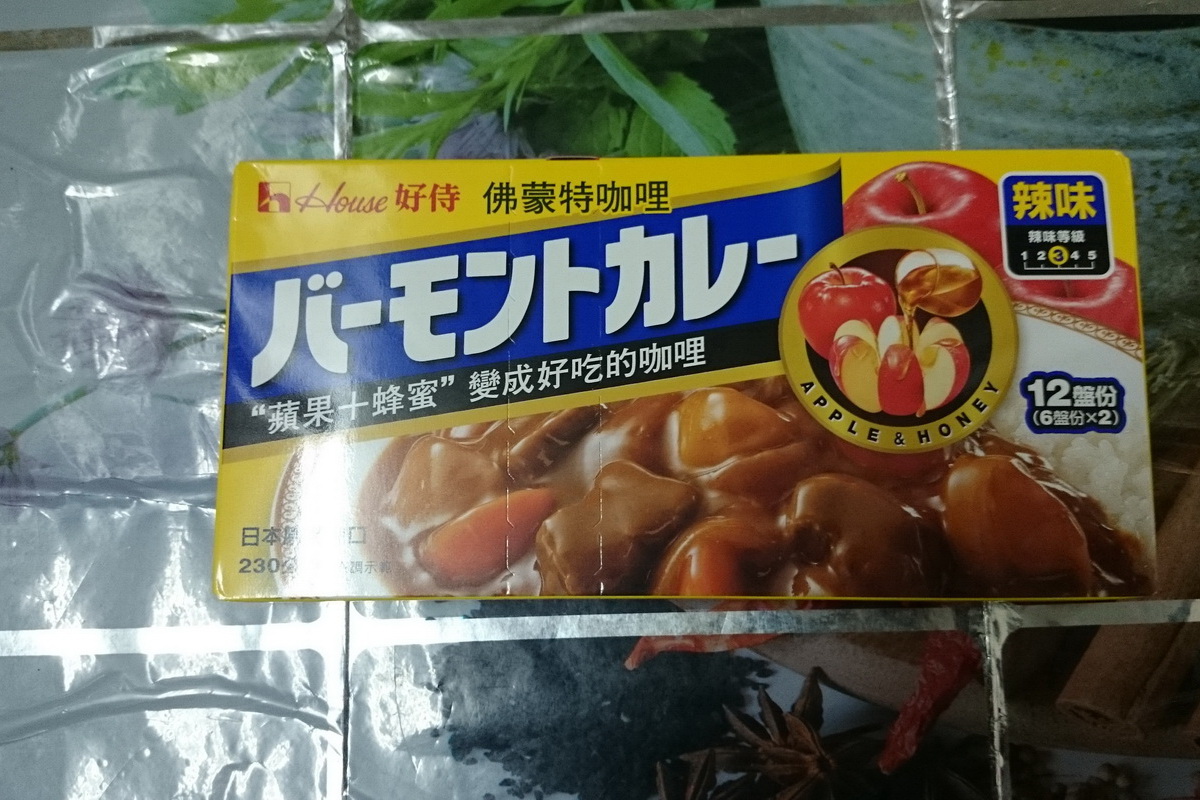 House 好侍 佛蒙特咖哩
バーモントカレー
“蘋果＋蜂蜜” 變成好吃的咖哩
辣味
辣味等級
1 2 3 4 5
APPLE & HONEY
12盤份
(6盤份×2)
日本
230